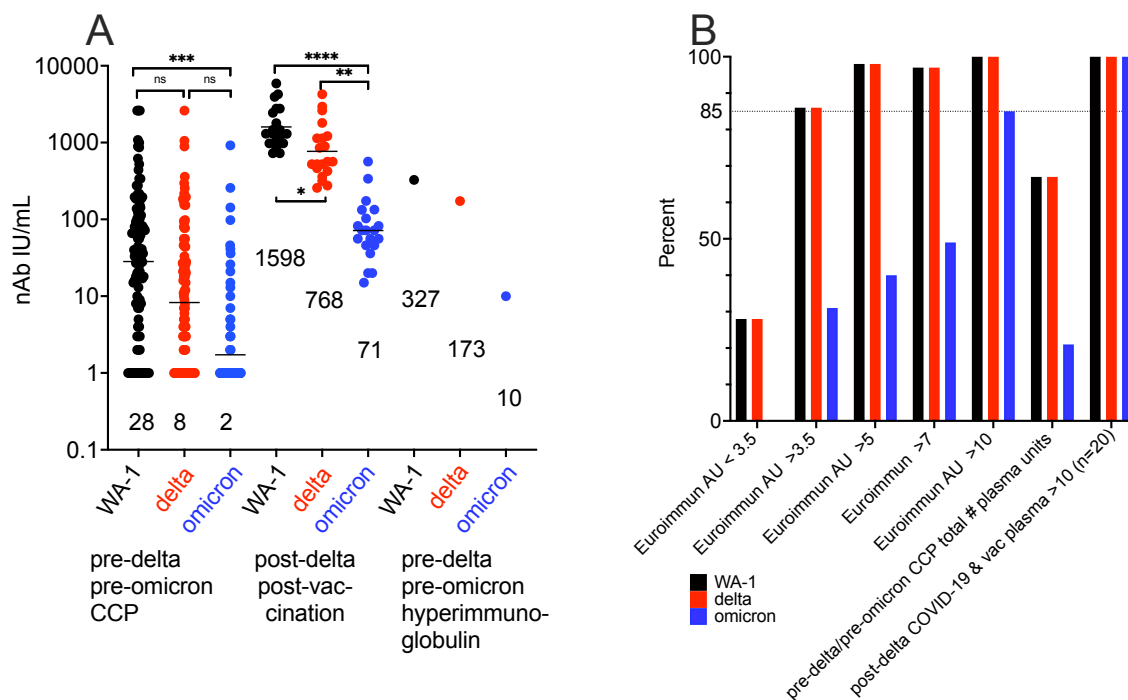 A
10000
1000
100
10
1
0.1
nAb IU/mL
***
ns
ns
****
**
*
28
8
2
1598
768
71
327
173
10
WA-1
delta
omicron
WA-1
delta
omicron
WA-1
delta
omicron
pre-delta
pre-omicron
CCP
post-delta
post-vac-
cination
pre-delta
pre-omicron
hyperimmuno-
globulin
B
100
85
50
0
Percent
Euroimmun AU < 3.5
Euroimmun AU >3.5
Euroimmun AU >5
Euroimmun >7
Euroimmun AU >10
pre-delta/pre-omicron CCP total # plasma units
post-delta COVID-19 & vac plasma >10 (n=20)
WA-1
delta
omicron